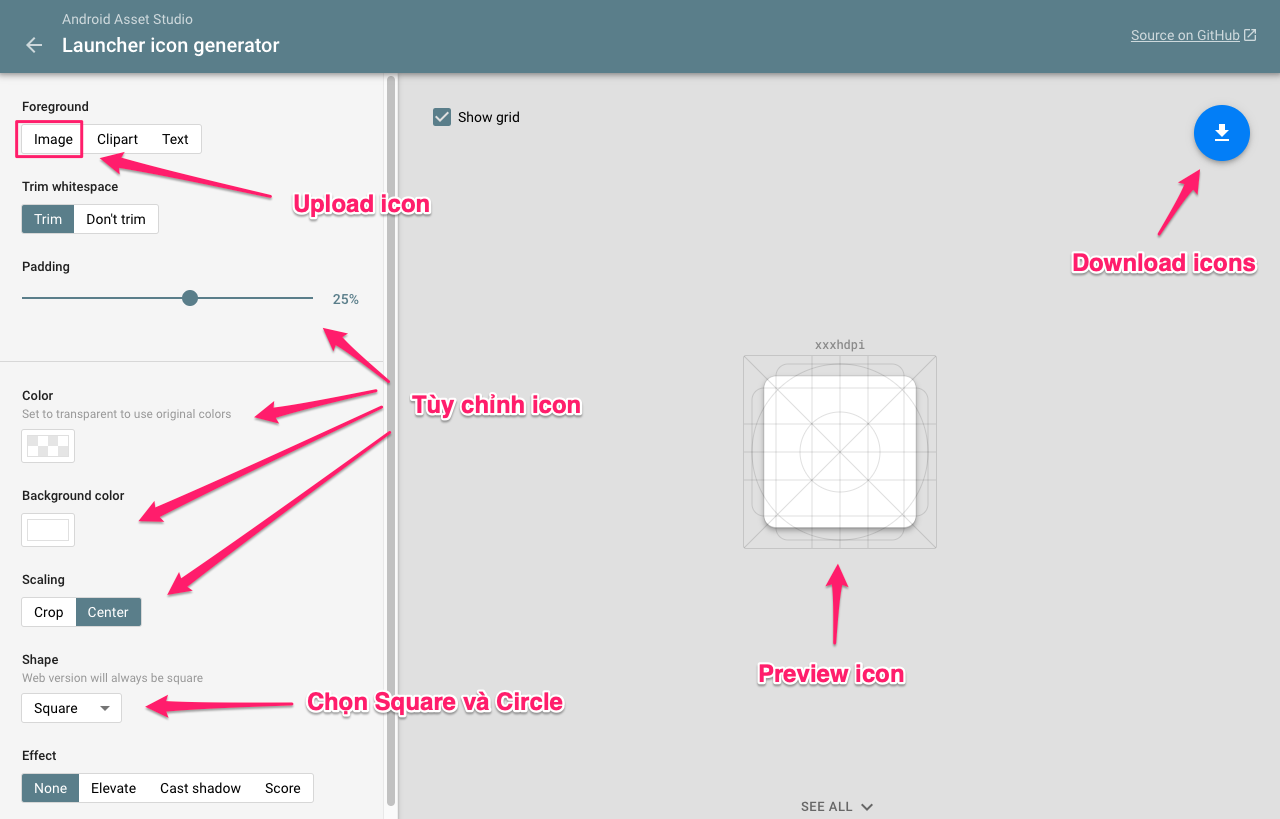 Android Asset Studio
Launcher icon generator
Source on GitHub
Foreground
Image Clipart Text
Upload icon
Trim whitespace
Trim Don't trim
Padding
25%
Color
Set to transparent to use original colors
Tùy chỉnh icon
Background color
Scaling
Crop Center
Shape
Web version will always be square
Square
Chọn Square và Circle
Effect
None Elevate Cast shadow Score
Show grid
Download icons
xxxhdpi
Preview icon
SEE ALL